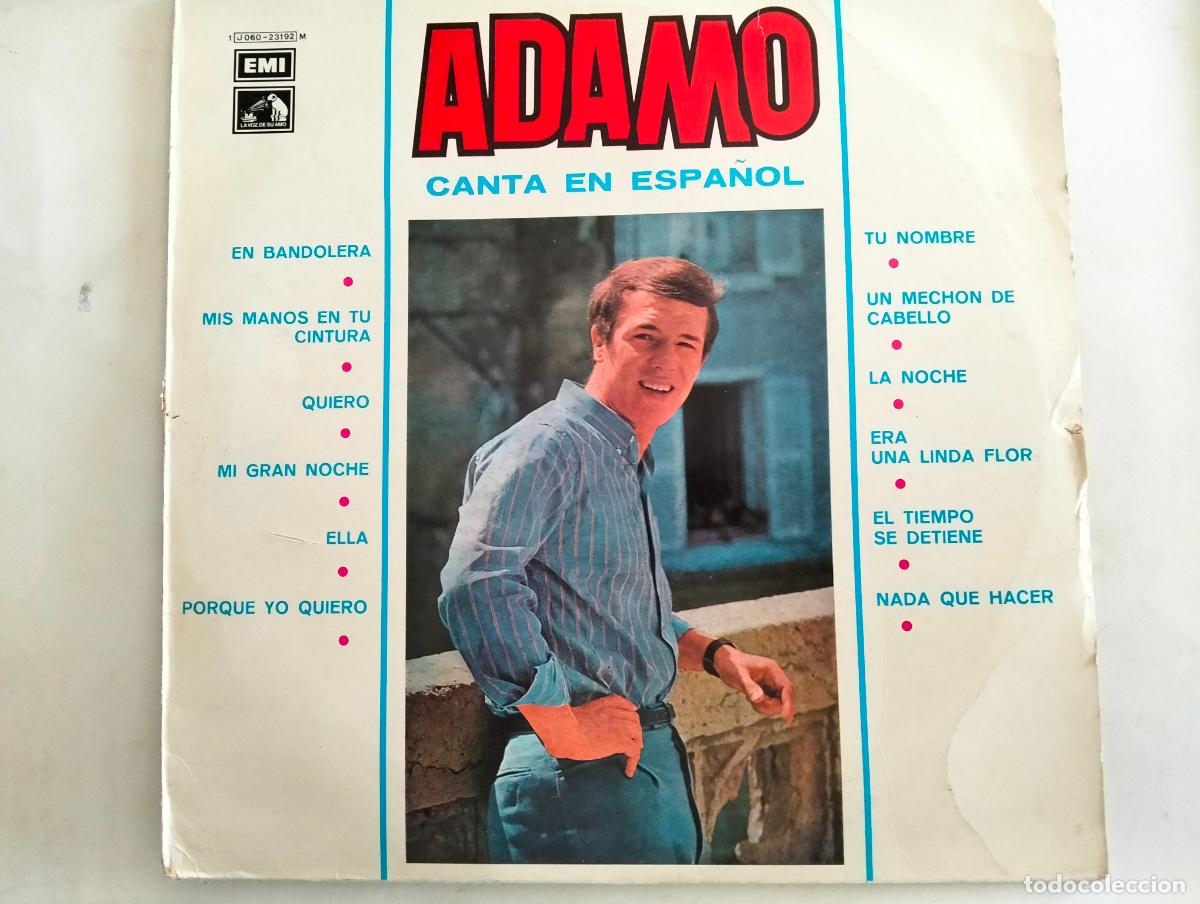 1 J 060-23192 M
EMI
LA VOZ DE SU AMO
ADAMO
CANTA EN ESPAÑOL
EN BANDOLERA
MIS MANOS EN TU
CINTURA
QUIERO
MI GRAN NOCHE
ELLA
PORQUE YO QUIERO
TU NOMBRE
UN MECHON DE
CABELLO
LA NOCHE
ERA
UNA LINDA FLOR
EL TIEMPO
SE DETIENE
NADA QUE HACER
todocoleccion